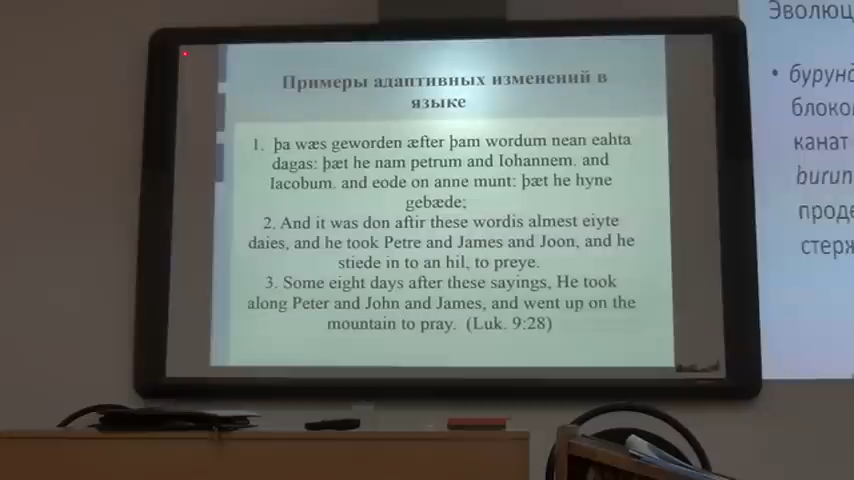 Примеры адаптивных изменений в
языке
1. þa wæs geworden æfter þam wordum nean eahta
dagas: þæt he nam petrum and Iohannem. and
Iacobum. and eode on anne munt: þæt he hyne
gebæde;
2. And it was don aftir these wordis almest eiyte
daies, and he took Petre and James and Joon, and he
stiede in to an hil, to preye.
3. Some eight days after these sayings, He took
along Peter and John and James, and went up on the
mountain to pray. (Luk. 9:28)
Эволюц
• бурунд
блоко
канат
burun
проде
стерж